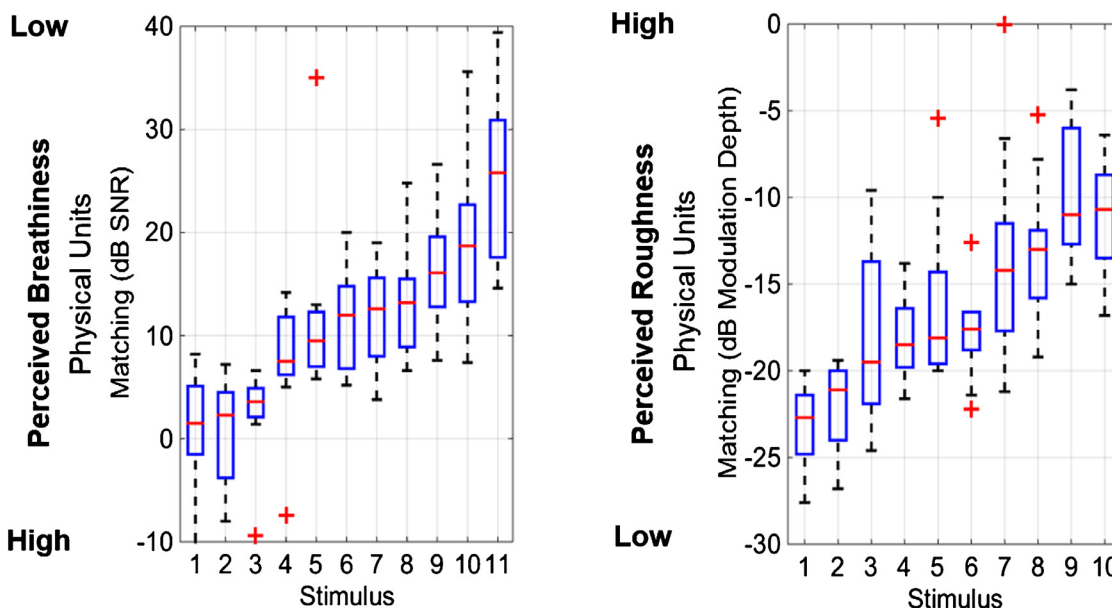 Low
High
Perceived Breathiness
Physical Units
Matching (dB SNR)
40
30
20
10
0
-10
1 2 3 4 5 6 7 8 9 10 11
Stimulus
High
Low
Perceived Roughness
Physical Units
Matching (dB Modulation Depth)
0
-5
-10
-15
-20
-25
-30
1 2 3 4 5 6 7 8 9 10
Stimulus